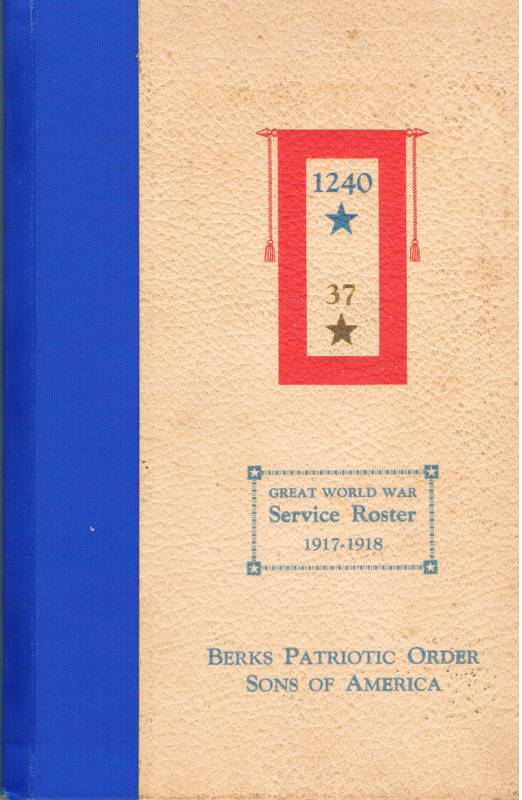 1240
37
GREAT WORLD WAR
Service Roster
1917-1918
BERKS PATRIOTIC ORDER
SONS OF AMERICA